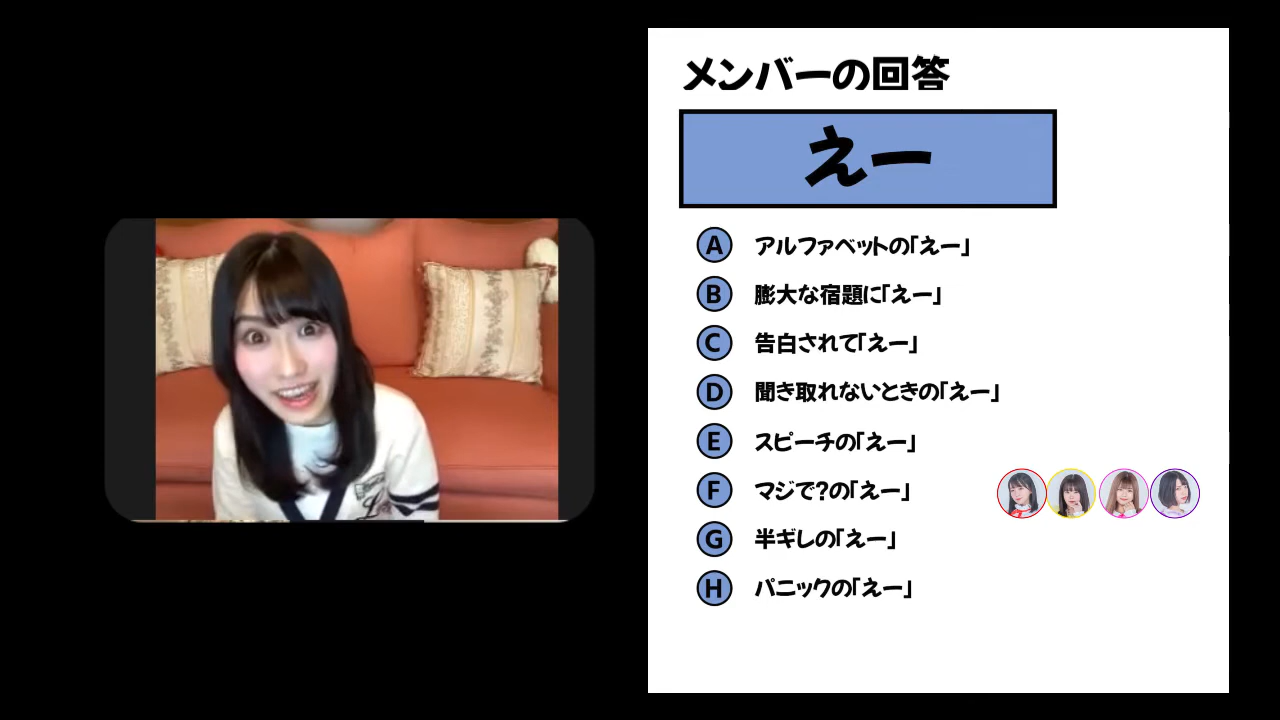 メンバーの回答
えー
A アルファベットの「えー」
B 膨大な宿題に「えー」
C 告白されて「えー」
D 聞き取れないときの「えー」
E スピーチの「えー」
F マジで?の「えー」
G 半ギレの「えー」
H パニックの「えー」